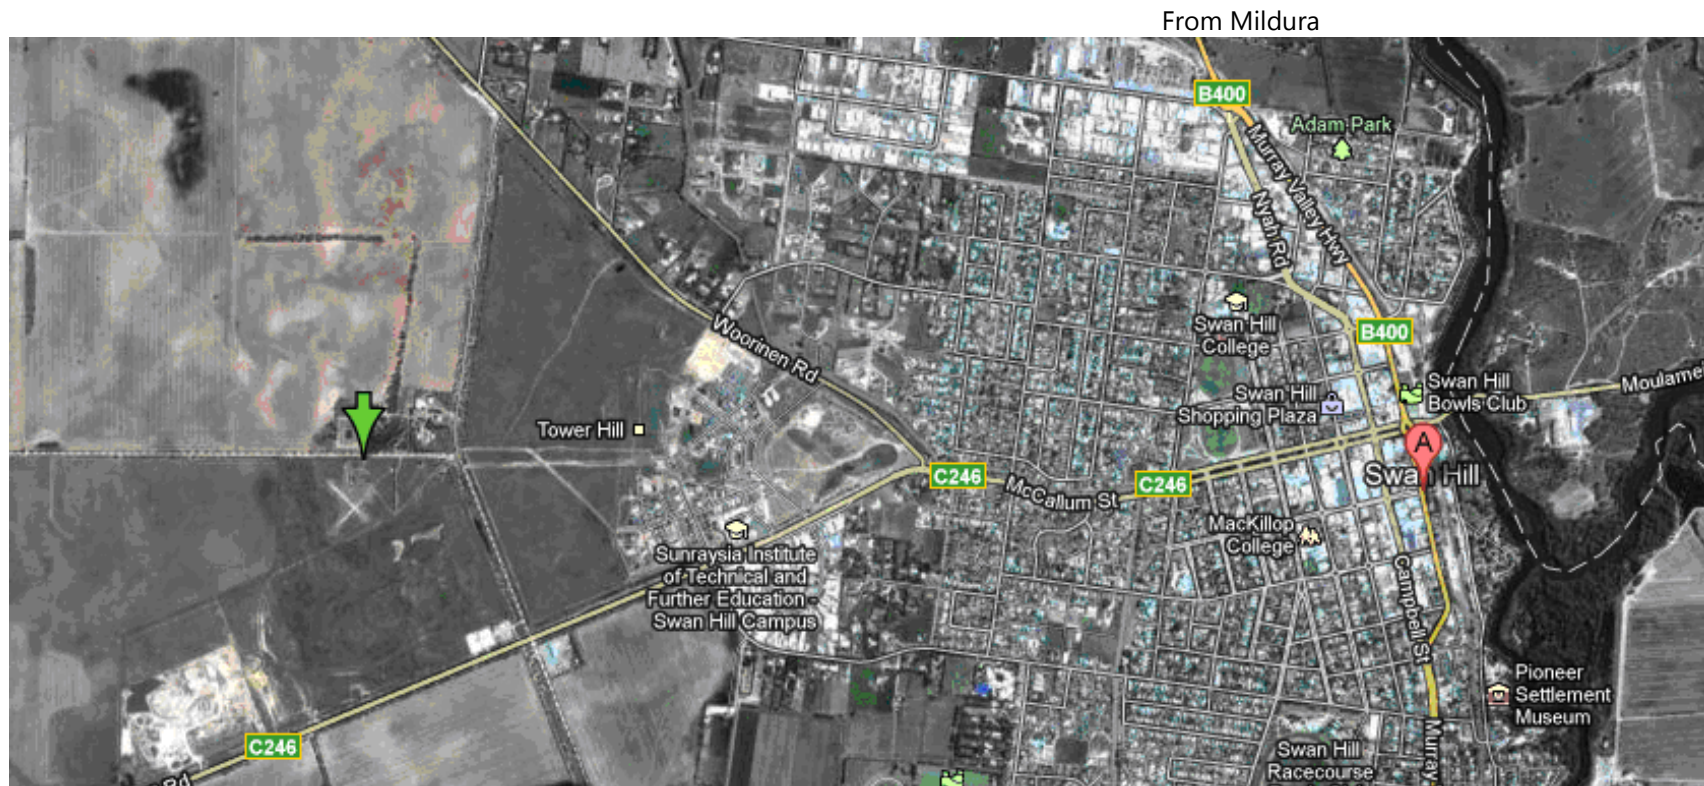 From Mildura
B400
Adam Park
Murray Valley Hwy
Nyah Rd
Swan Hill
College
B400
Woorinen Rd
Swan Hill
Shopping Plaza
Swan Hill
Bowls Club
Moulame
Tower Hill
A
Swan Hill
C246
McCallum St
C246
MacKillop
College
Sunraysia Institute
of Technical and
Further Education -
Swan Hill Campus
Campbell St
Pioneer
Settlement
Museum
Murray
C246
Rd
Swan Hill
Racecourse